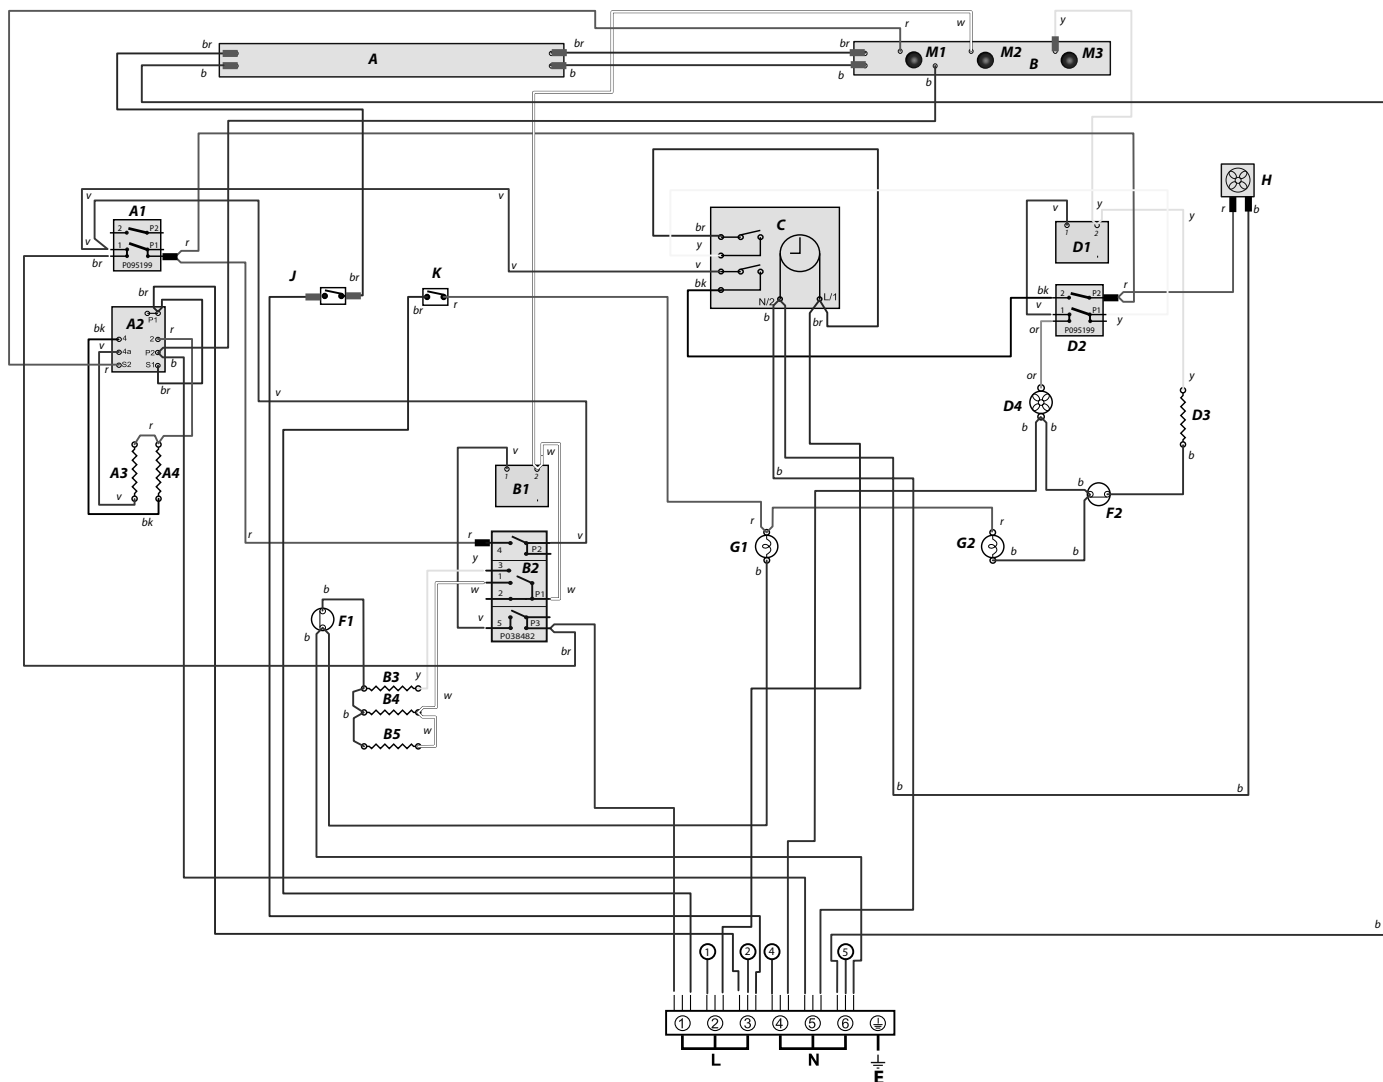 r
w
y
br
A
br
br
M1
M2
M3
B
b
b
b
b
v
A1
v
2
P2
1
P1
r
br
P095199
H
r
b
v
y
y
1
2
D1
C
br
y
v
bk
v
N/2
L/1
b
br
J
br
K
br
r
bk
r
2
P2
v
1
P1
y
or
P095199
D2
br
P1
A2
r
bk
4
2
v
4a
P2
b
r
S2
S1
br
v
or
D4
b
b
y
D3
b
r
A3
A4
v
bk
v
w
1
2
B1
b
b
F2
r
r
v
4
P2
y
3
B2
1
w
2
P1
w
v
5
P3
P038482
br
r
G1
b
r
G2
b
b
b
F1
b
B3
y
B4
w
b
B5
w
b
b
b
1
2
4
5
1
2
3
4
5
6
L
N
E